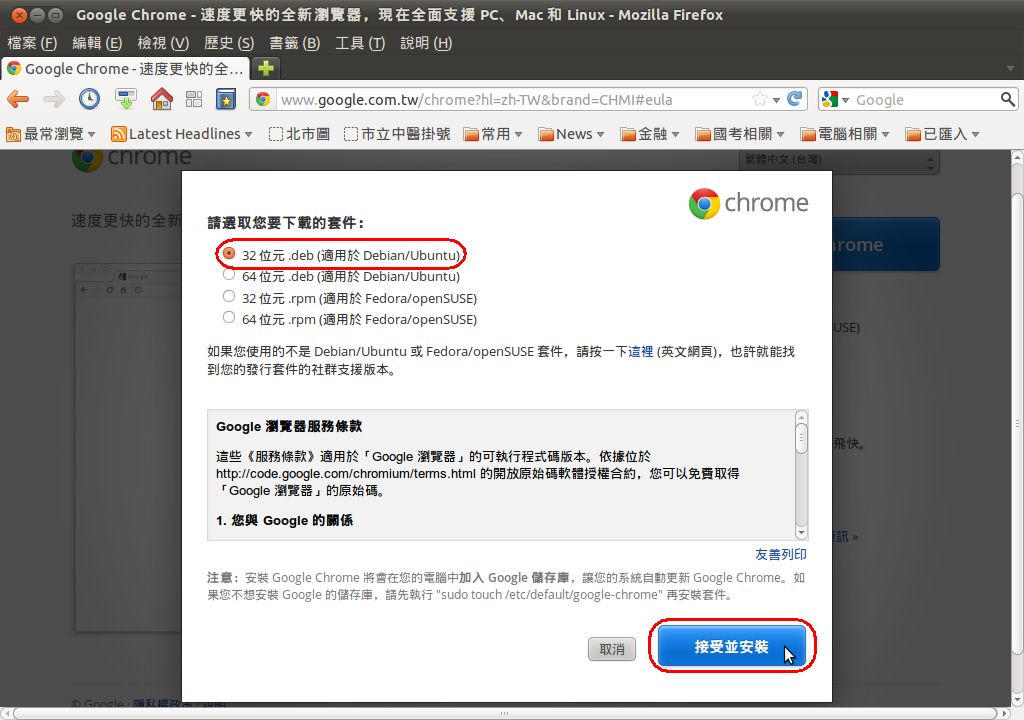 Google Chrome - 速度更快的全新瀏覽器，現在全面支援 PC、Mac 和 Linux - Mozilla Firefox
檔案 (F) 編輯 (E) 檢視 (V) 歷史 (S) 書籤 (B) 工具 (T) 說明 (H)
Google Chrome - 速度更快的全...
www.google.com.tw/chrome?hl=zh-TW&brand=CHMI#eula
Google
最常瀏覽 Latest Headlines 北市圖 市立中醫掛號 常用 News 金融 國考相關 電腦相關 已匯入
chrome
繁體中文 (台灣)
速度更快的全新
chrome
請選取您要下載的套件：
32 位元 .deb (適用於 Debian/Ubuntu)
64 位元 .deb (適用於 Debian/Ubuntu)
32 位元 .rpm (適用於 Fedora/openSUSE)
64 位元 .rpm (適用於 Fedora/openSUSE)
rome
USE)
如果您使用的不是 Debian/Ubuntu 或 Fedora/openSUSE 套件，請按一下這裡 (英文網頁)，也許就能找
到您的發行套件的社群支援版本。
Google 瀏覽器服務條款
這些《服務條款》適用於「Google 瀏覽器」的可執行程式碼版本。依據位於
http://code.google.com/chromium/terms.html 的開放原始碼軟體授權合約，您可以免費取得
「Google 瀏覽器」的原始碼。
1. 您與 Google 的關係
飛快。
訊 »
友善列印
注意：安裝 Google Chrome 將會在您的電腦中加入 Google 儲存庫，讓您的系統自動更新 Google Chrome。如
果您不想安裝 Google 的儲存庫，請先執行 "sudo touch /etc/default/google-chrome" 再安裝套件。
取消
接受並安裝
© Google - 隱私權政策 - 說明